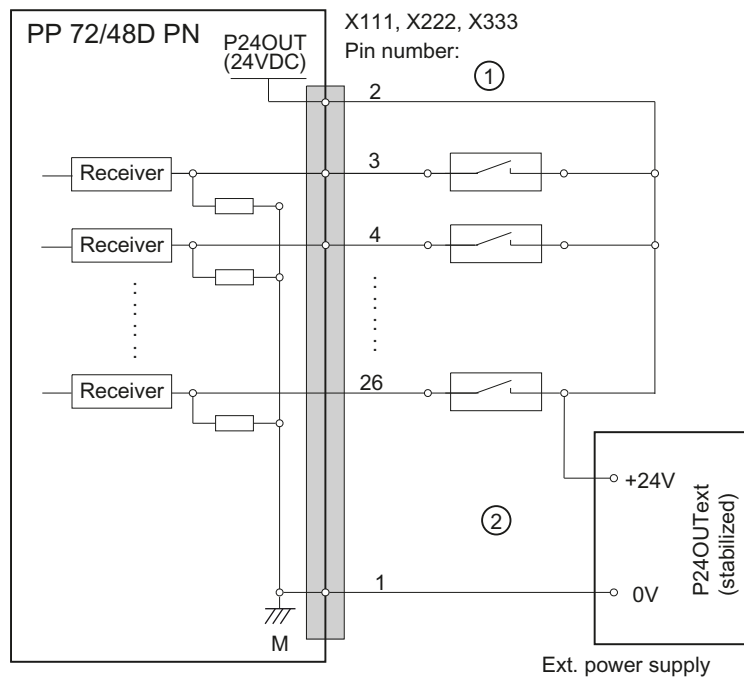 PP 72/48D PN
P24OUT
(24VDC)
X111, X222, X333
Pin number:
1
2
Receiver
3
Receiver
4
Receiver
26
+24V
P24OUText
(stabilized)
2
1
0V
M
Ext. power supply